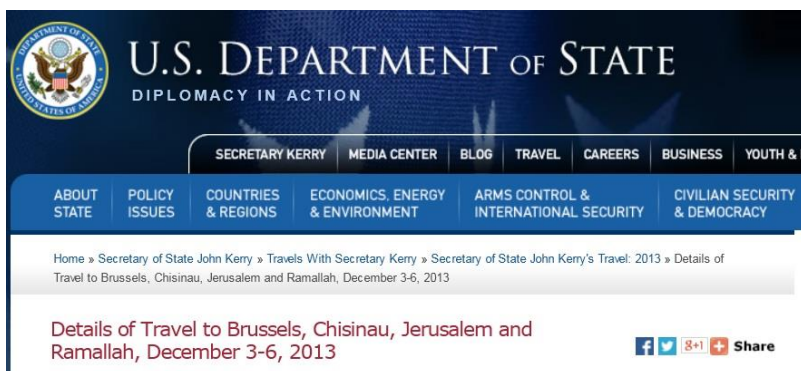 U.S. DEPARTMENT OF STATE
DIPLOMACY IN ACTION
SECRETARY KERRY MEDIA CENTER BLOG TRAVEL CAREERS BUSINESS YOUTH &
ABOUT STATE POLICY ISSUES COUNTRIES & REGIONS ECONOMICS, ENERGY & ENVIRONMENT ARMS CONTROL & INTERNATIONAL SECURITY CIVILIAN SECURITY & DEMOCRACY
Home » Secretary of State John Kerry » Travels With Secretary Kerry » Secretary of State John Kerry's Travel: 2013 » Details of
Travel to Brussels, Chisinau, Jerusalem and Ramallah, December 3-6, 2013
Details of Travel to Brussels, Chisinau, Jerusalem and
Ramallah, December 3-6, 2013
Share